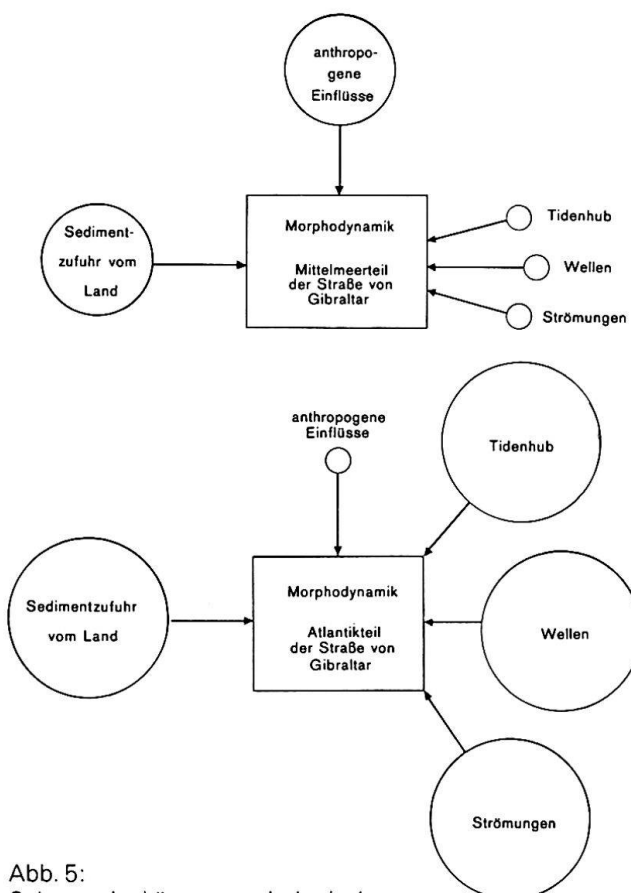 anthropo-
gene
Einflüsse
Sediment-
zufuhr vom
Land
Morphodynamik
Mittelmeerteil
der Straße von
Gibraltar
Tidenhub
Wellen
Strömungen
anthropogene
Einflüsse
Tidenhub
Sedimentzufuhr
vom Land
Morphodynamik
Atlantikteil
der Straße von
Gibraltar
Wellen
Strömungen
Abb. 5: